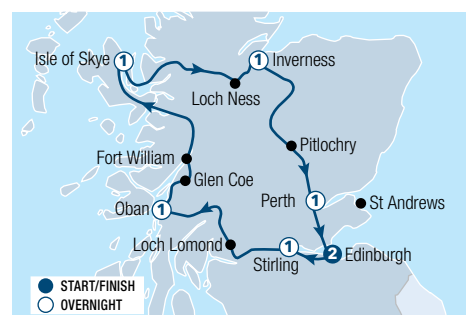 Isle of Skye 1
1 Inverness
Loch Ness
Pitlochry
Fort William
Glen Coe
Perth 1
St Andrews
Oban 1
Loch Lomond
1
2 Edinburgh
Stirling
START/FINISH
OVERNIGHT